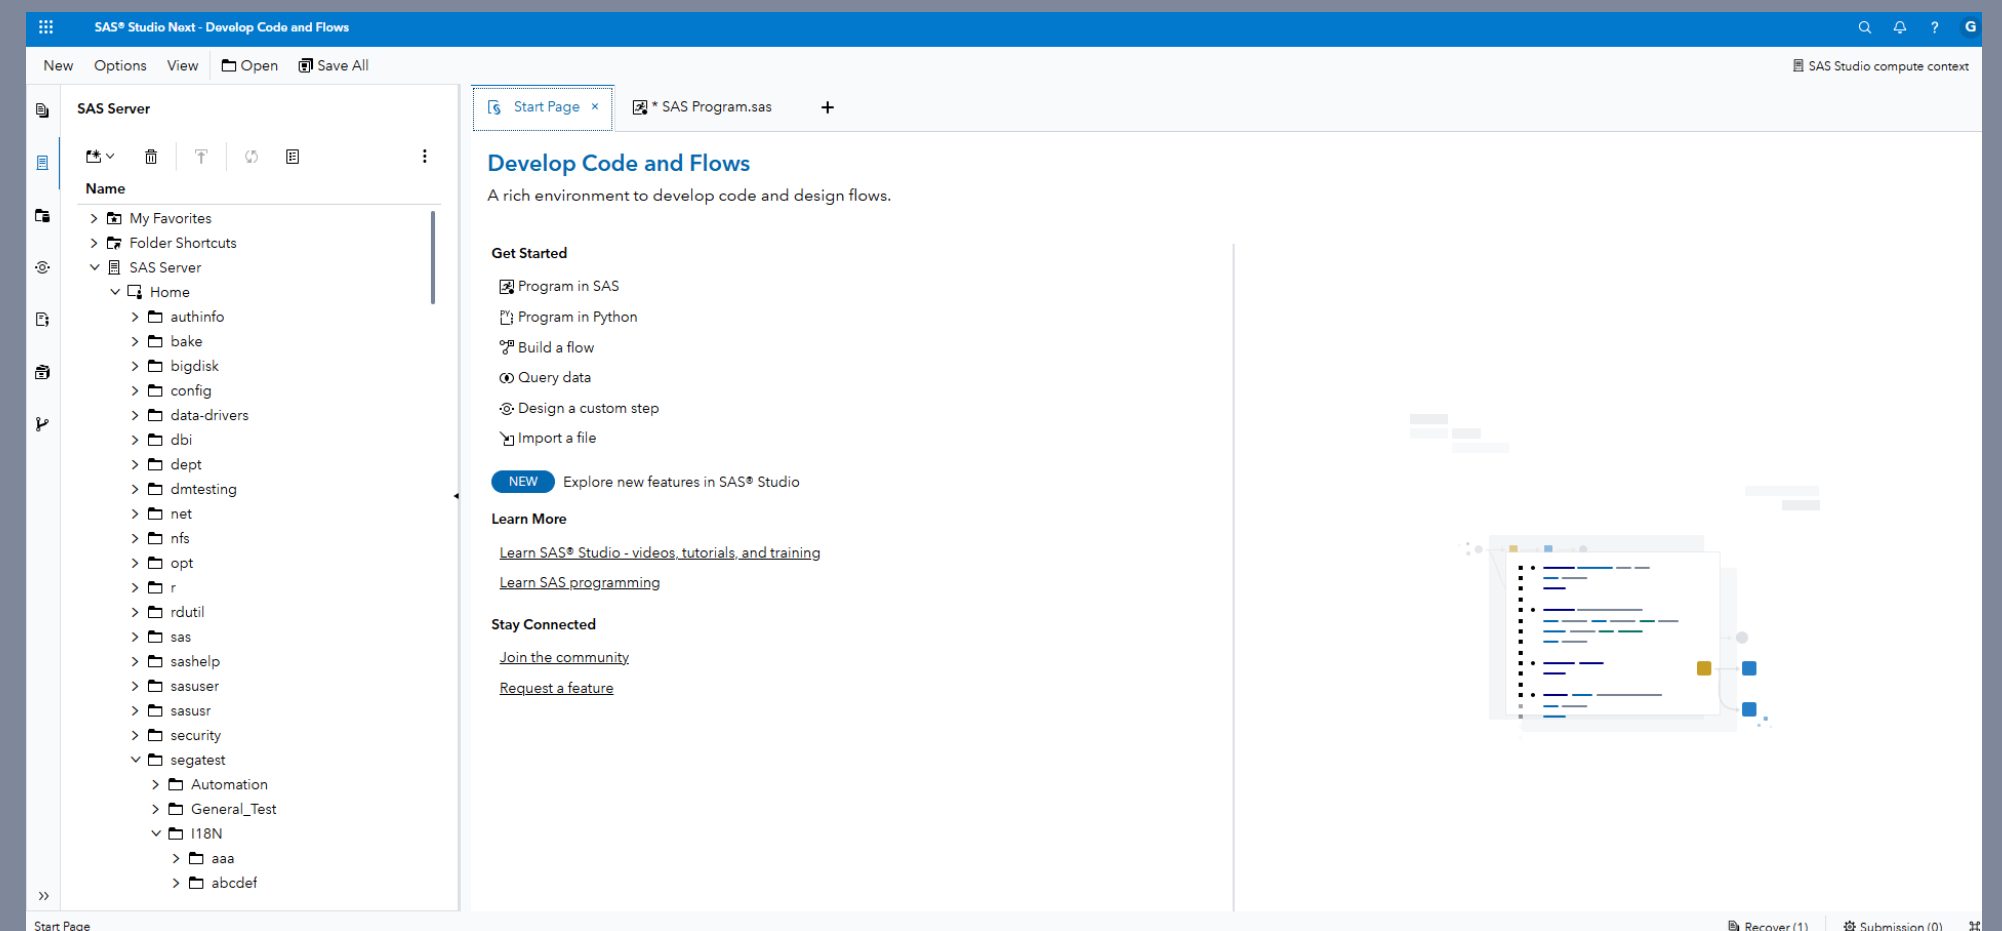 SAS® Studio Next - Develop Code and Flows
G
New Options View Open Save All
SAS Studio compute context
SAS Server
Start Page
* SAS Program.sas
Name
My Favorites
Folder Shortcuts
SAS Server
Home
authinfo
bake
bigdisk
config
data-drivers
dbi
dept
dmtesting
net
nfs
opt
r
rdutil
sas
sashelp
sasuser
sasusr
security
segatest
Automation
General_Test
I18N
aaa
abcdef
Develop Code and Flows
A rich environment to develop code and design flows.
Get Started
Program in SAS
Program in Python
Build a flow
Query data
Design a custom step
Import a file
NEW Explore new features in SAS® Studio
Learn More
Learn SAS® Studio - videos, tutorials, and training
Learn SAS programming
Stay Connected
Join the community
Request a feature
Start Page
Recover (1)
Submission (0)